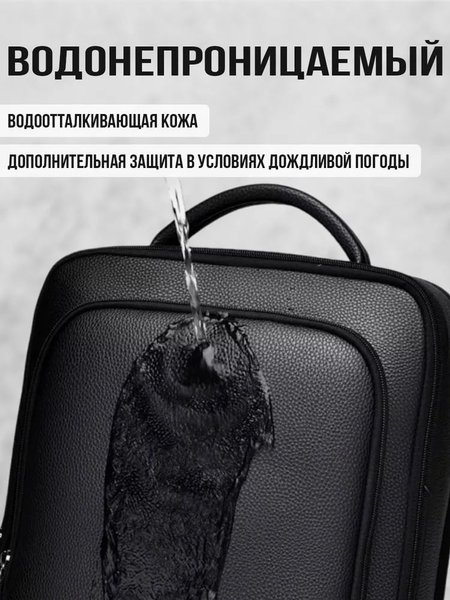 ВОДОНЕПРОНИЦАЕМЫЙ
ВОДООТТАЛКИВАЮЩАЯ КОЖА
ДОПОЛНИТЕЛЬНАЯ ЗАЩИТА В УСЛОВИЯХ ДОЖДЛИВОЙ ПОГОДЫ